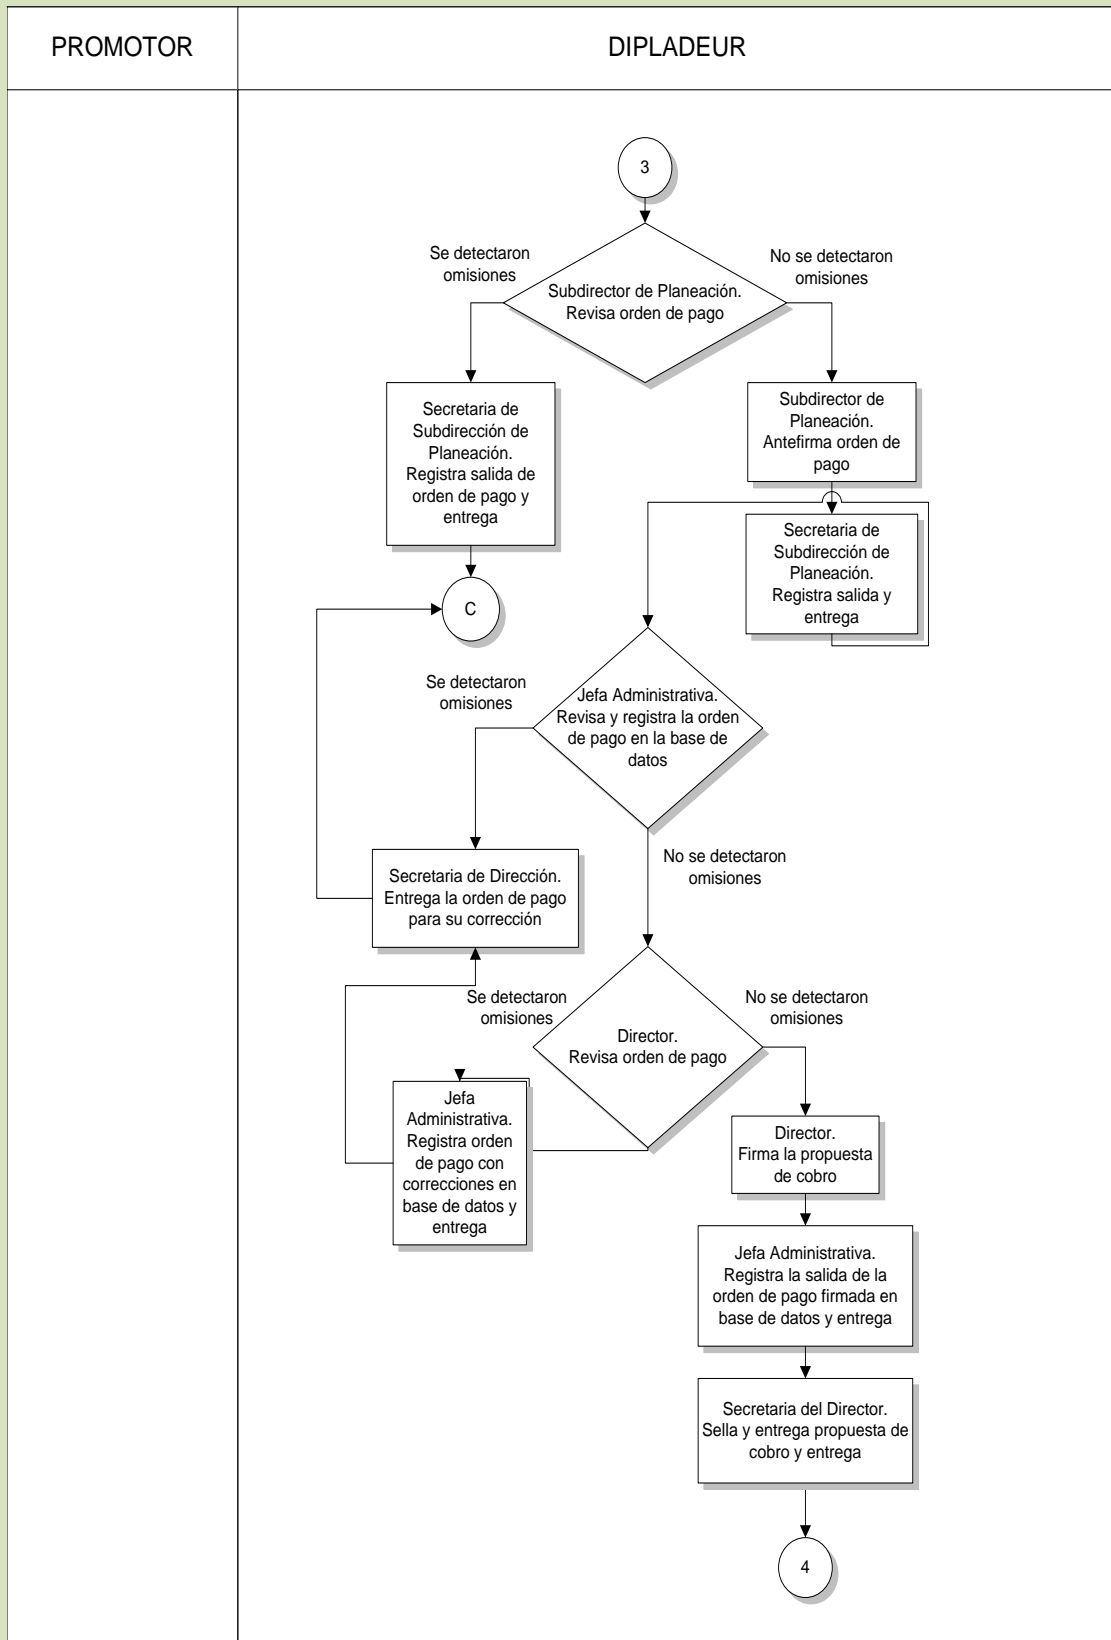 PROMOTOR
DIPLADEUR
3
Se detectaron
omisiones
No se detectaron
omisiones
Subdirector de Planeación.
Revisa orden de pago
Secretaria de
Subdirección de
Planeación.
Registra salida de
orden de pago y
entrega
Subdirector de
Planeación.
Antefirma orden de
pago
Secretaria de
Subdirección de
Planeación.
Registra salida y
entrega
C
Se detectaron
omisiones
Jefa Administrativa.
Revisa y registra la orden
de pago en la base de
datos
No se detectaron
omisiones
Secretaria de Dirección.
Entrega la orden de pago
para su corrección
Se detectaron
omisiones
No se detectaron
omisiones
Director.
Revisa orden de pago
Jefa
Administrativa.
Registra orden
de pago con
correcciones en
base de datos y
entrega
Director.
Firma la propuesta
de cobro
Jefa Administrativa.
Registra la salida de la
orden de pago firmada en
base de datos y entrega
Secretaria del Director.
Sella y entrega propuesta de
cobro y entrega
4